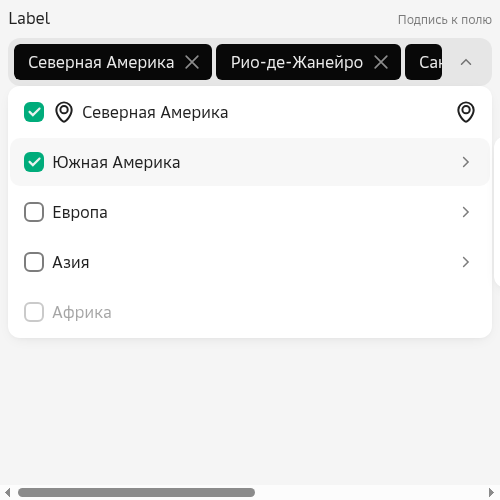 Label
Подпись к полю
Северная Америка
Рио-де-Жанейро
Северная Америка
Южная Америка
Европа
Азия
Африка